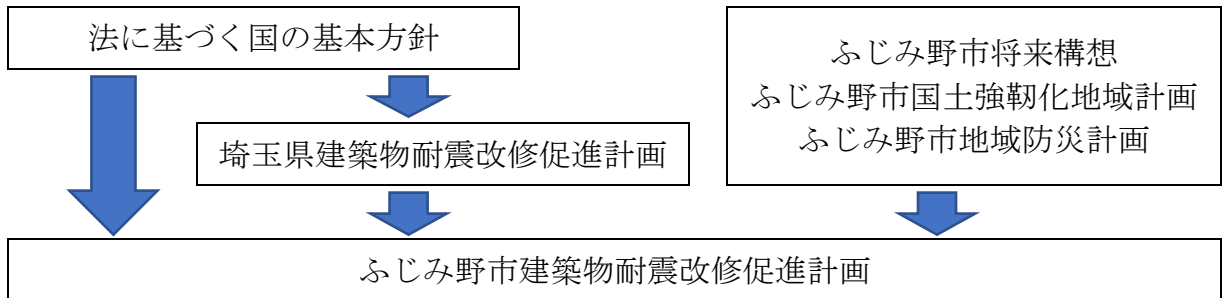 法に基づく国の基本方針
埼玉県建築物耐震改修促進計画
ふじみ野市将来構想
ふじみ野市国土強靭化地域計画
ふじみ野市地域防災計画
ふじみ野市建築物耐震改修促進計画